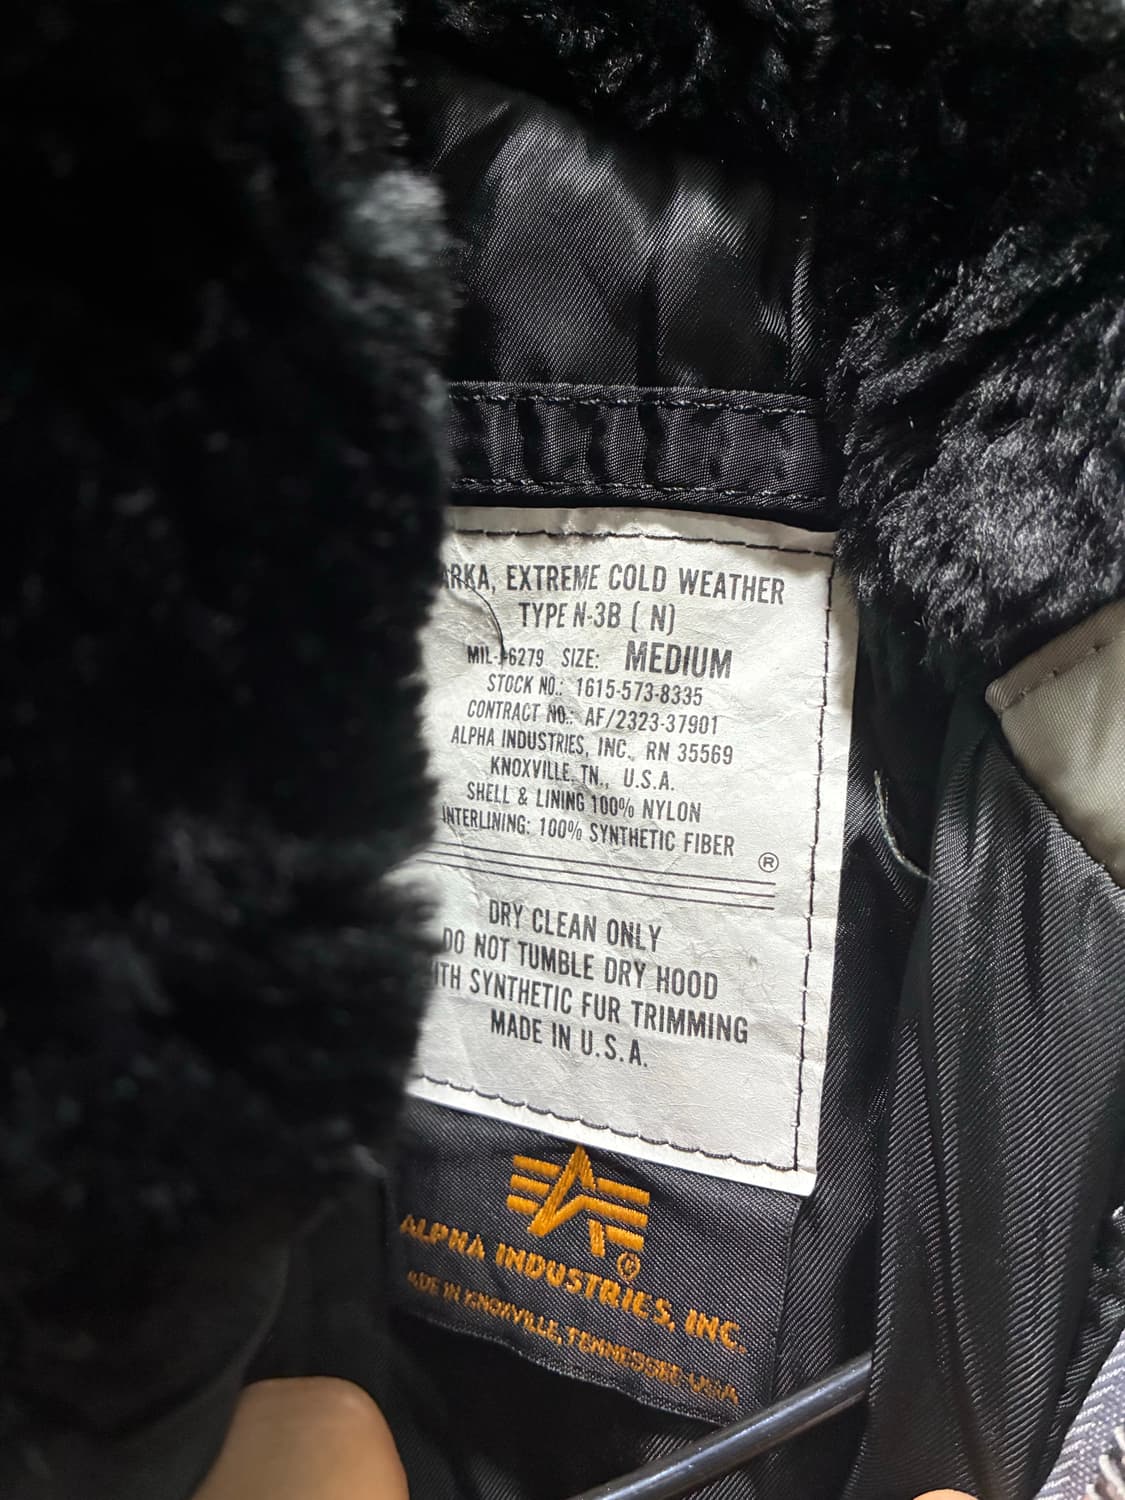 ARKA, EXTREME COLD WEATHER
TYPE N-3B ( N)
MIL-J6279 SIZE: MEDIUM
STOCK NO.: 1615-573-8335
CONTRACT NO.: AF/2323-37901
ALPHA INDUSTRIES, INC., RN 35569
KNOXVILLE, TN., U.S.A.
SHELL & LINING 100% NYLON
INTERLINING: 100% SYNTHETIC FIBER
®
DRY CLEAN ONLY
DO NOT TUMBLE DRY HOOD
ITH SYNTHETIC FUR TRIMMING
MADE IN U.S.A.
®
ALPHA INDUSTRIES, INC.
MADE IN KNOXVILLE, TENNESSEE-USA